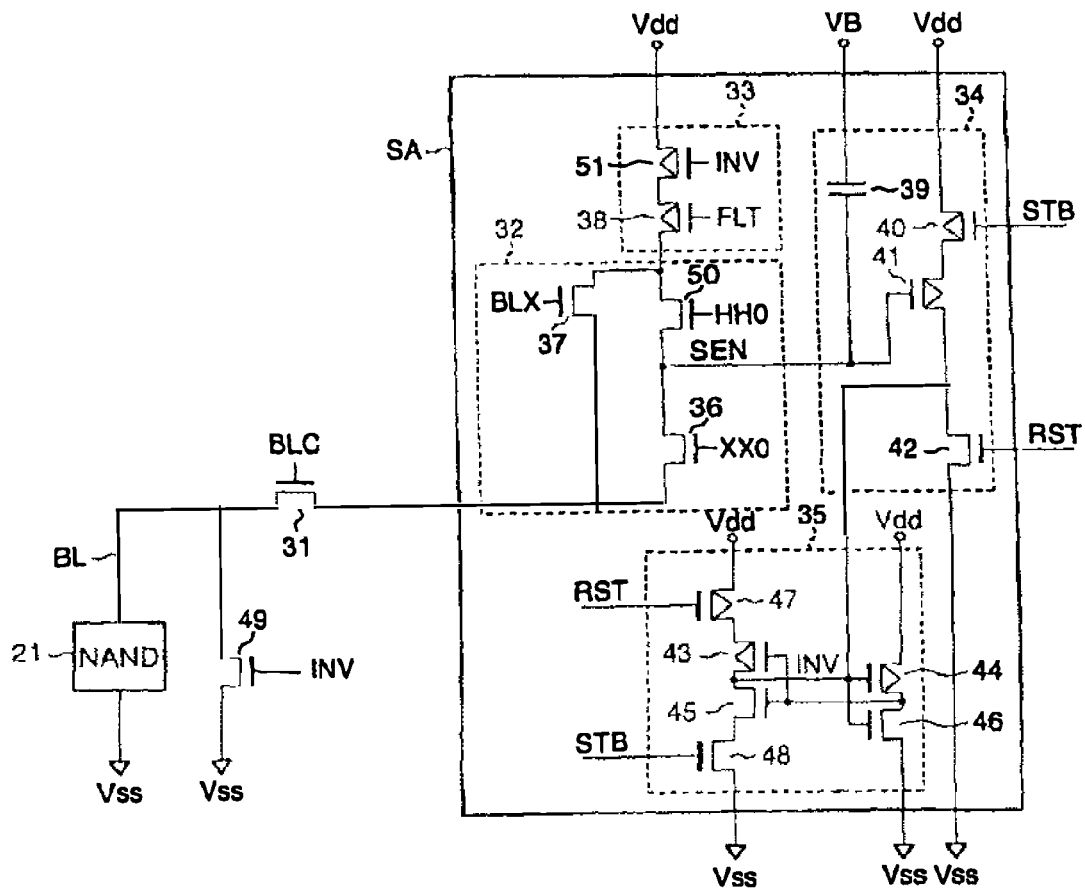 Vdd VB Vdd
33 34
SA
51 INV
39
38 FLT
STB
40
32
41
50
BLX HHO
37
SEN
36
BLC XXO
RST
42
31
Vdd 35 Vdd
BL
RST
47
49
21 NAND
INV
43 INV 44
45 46
STB
48
Vss Vss
Vss Vss Vss